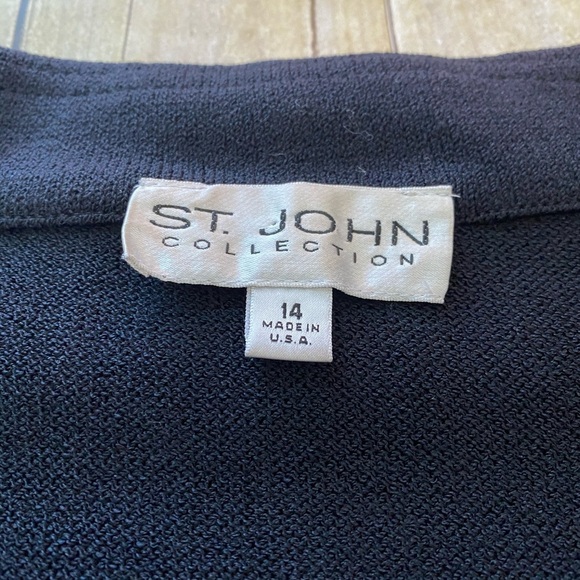 ST. JOHN
COLLECTION
14
MADE IN
U.S.A.